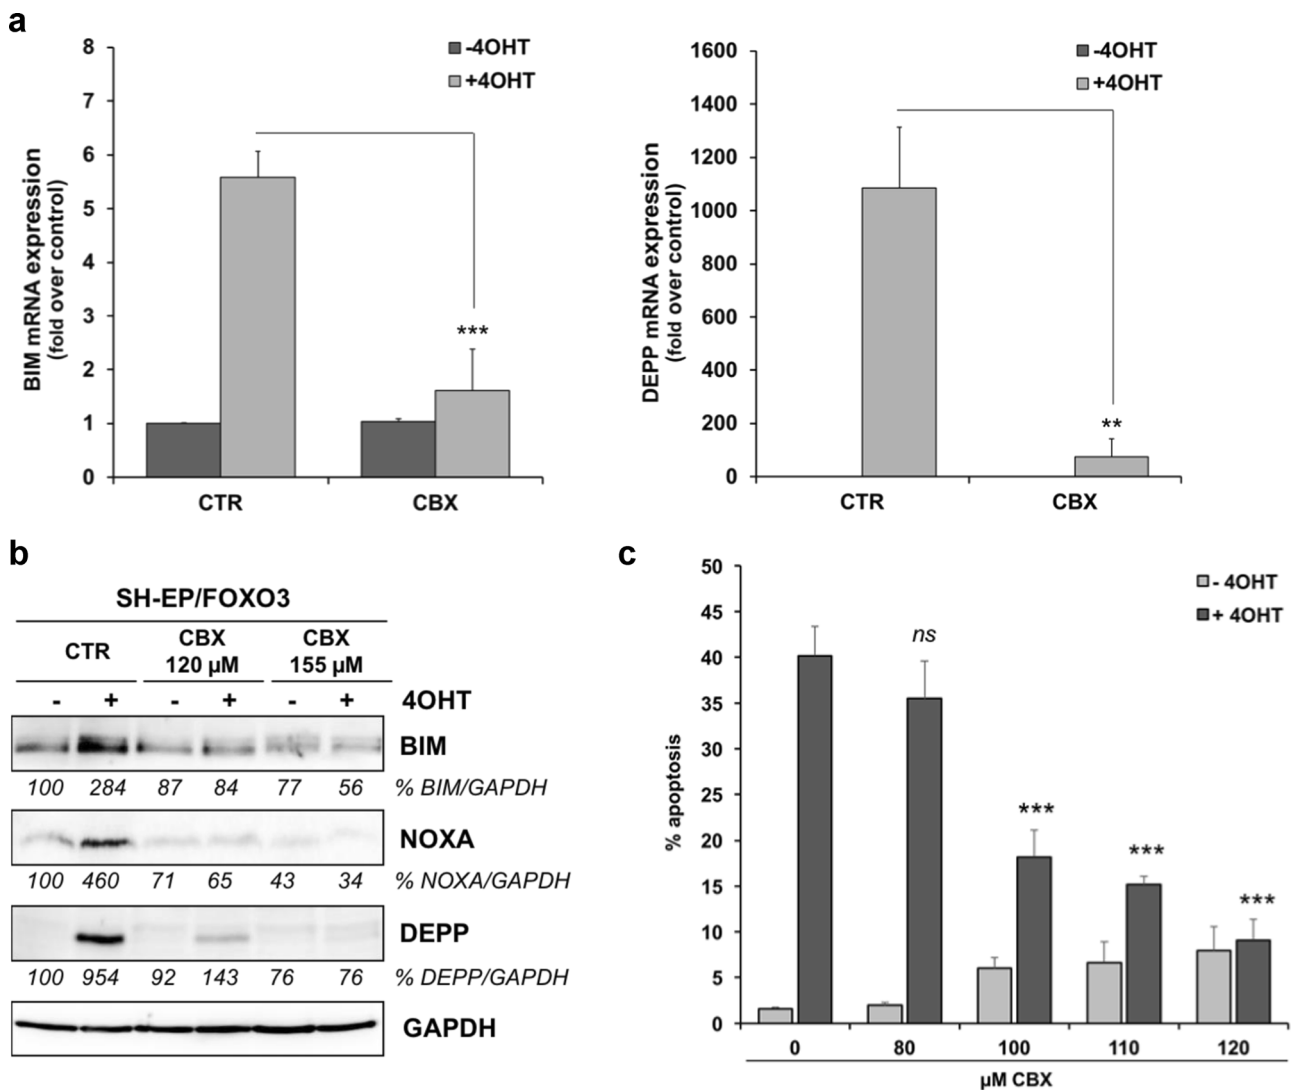 a
8
7
6
5
4
3
2
1
0
BIM mRNA expression
(fold over control)
-4OHT
+4OHT
***
CTR CBX
1600
1400
1200
1000
800
600
400
200
0
DEPP mRNA expression
(fold over control)
-4OHT
+4OHT
**
CTR CBX
b
SH-EP/FOXO3
CTR CBX 120 µM CBX 155 µM
- + - + - + 4OHT
BIM
100 284 87 84 77 56 % BIM/GAPDH
NOXA
100 460 71 65 43 34 % NOXA/GAPDH
DEPP
100 954 92 143 76 76 % DEPP/GAPDH
GAPDH
c
50
45
40
35
30
25
20
15
10
5
0
% apoptosis
- 4OHT
+ 4OHT
ns
***
***
***
0 80 100 110 120
µM CBX